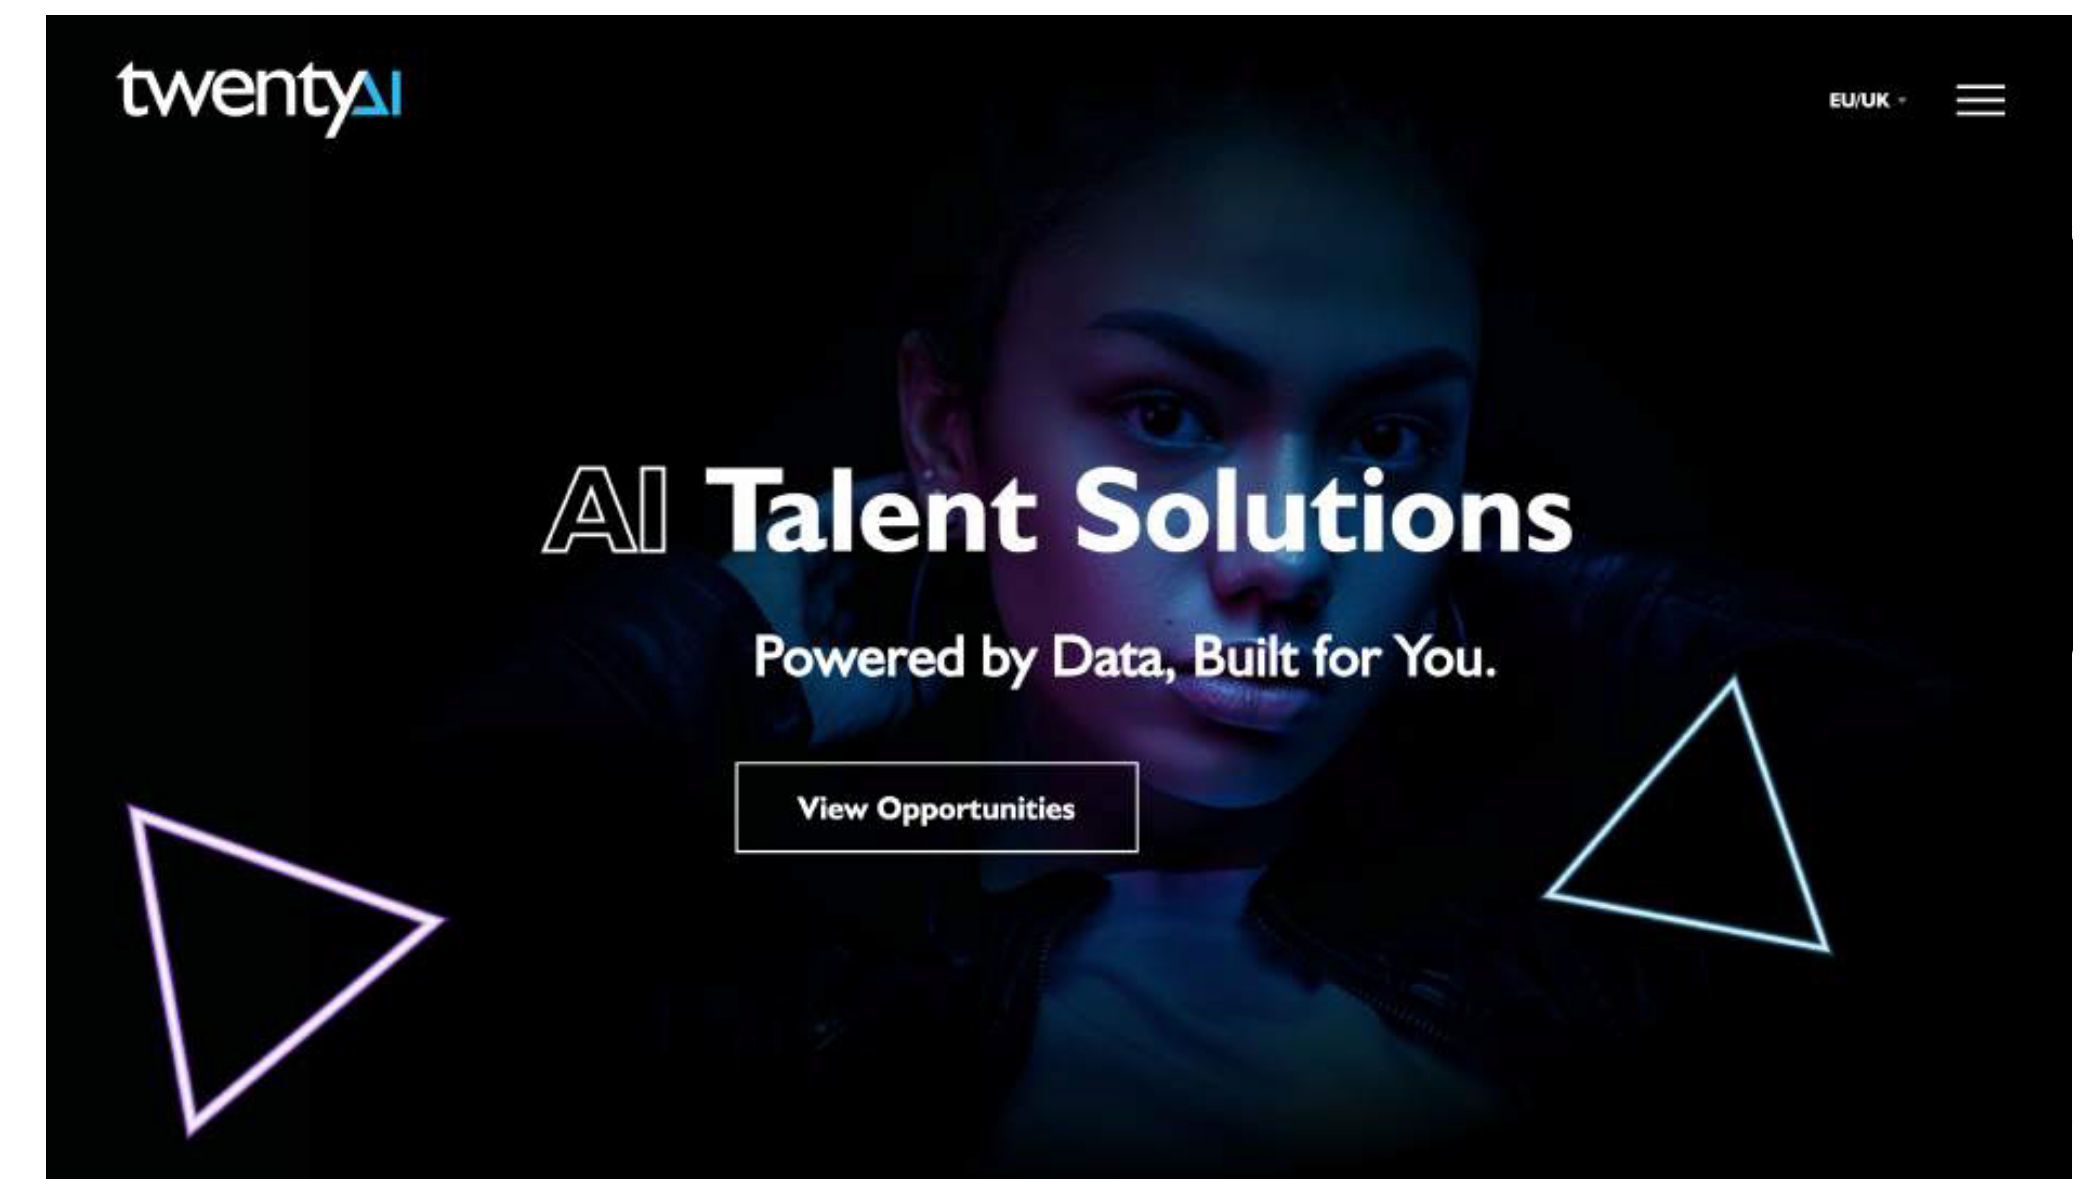 twentyAI
EU/UK
AI Talent Solutions
Powered by Data, Built for You.
View Opportunities